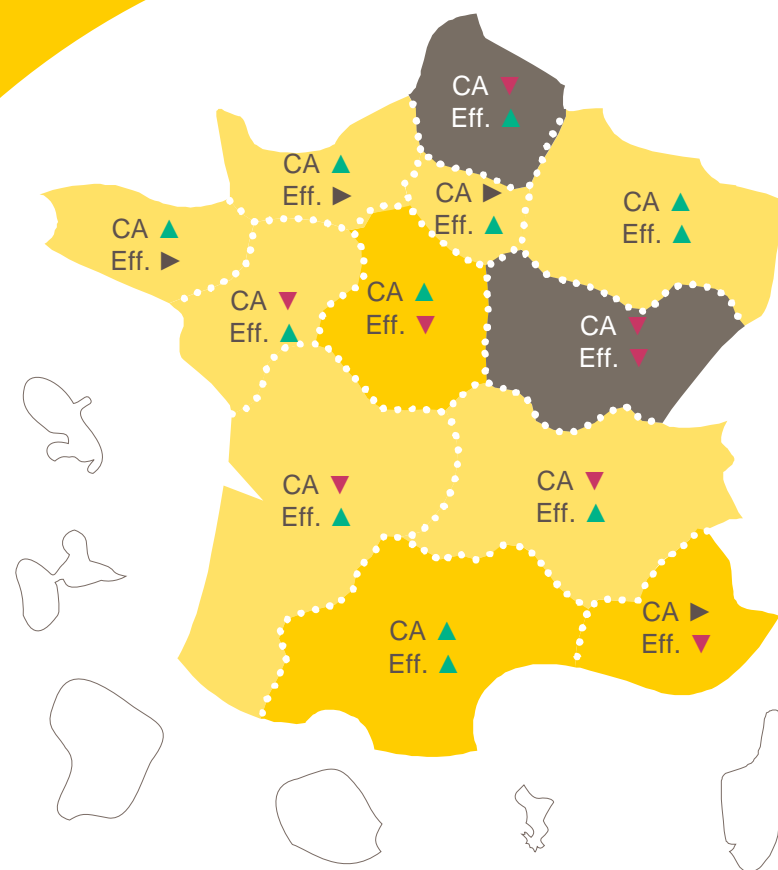 CA ▼
Eff. ▲
CA ▲
Eff. ►
CA ►
Eff. ▲
CA ▲
Eff. ▲
CA ▲
Eff. ►
CA ▼
Eff. ▲
CA ▲
Eff. ▼
CA ▼
Eff. ▼
CA ▼
Eff. ▲
CA ▼
Eff. ▲
CA ►
Eff. ▼
CA ▲
Eff. ▲